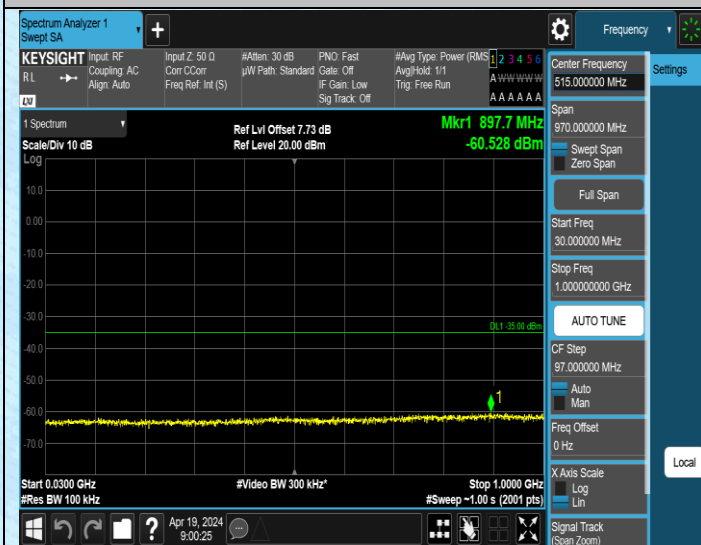 Spectrum Analyzer 1
Swept SA
+
Frequency
KEYSIGHT
RL
LXI
Input: RF
Coupling: AC
Align: Auto
Input Z: 50 Ω
Corr CCorr
Freq Ref: Int (S)
#Atten: 30 dB
µW Path: Standard
PNO: Fast
Gate: Off
IF Gain: Low
Sig Track: Off
#Avg Type: Power (RMS
Avg|Hold: 1/1
Trig: Free Run
1 2 3 4 5 6
A W W W W W
A A A A A A
1 Spectrum
Scale/Div 10 dB
Log
Ref Lvl Offset 7.73 dB
Ref Level 20.00 dBm
Mkr1 897.7 MHz
-60.528 dBm
10.0
0.00
-10.0
-20.0
-30.0
DL1 -35.00 dBm
-40.0
-50.0
-60.0
-70.0
1
Start 0.0300 GHz
#Res BW 100 kHz
#Video BW 300 kHz*
Stop 1.0000 GHz
#Sweep ~1.00 s (2001 pts)
?
Apr 19, 2024
9:00:25
Center Frequency
515.000000 MHz
Span
970.000000 MHz
Swept Span
Zero Span
Full Span
Start Freq
30.000000 MHz
Stop Freq
1.000000000 GHz
AUTO TUNE
CF Step
97.000000 MHz
Auto
Man
Freq Offset
0 Hz
X Axis Scale
Log
Lin
Signal Track
(Span Zoom)
Settings
Local